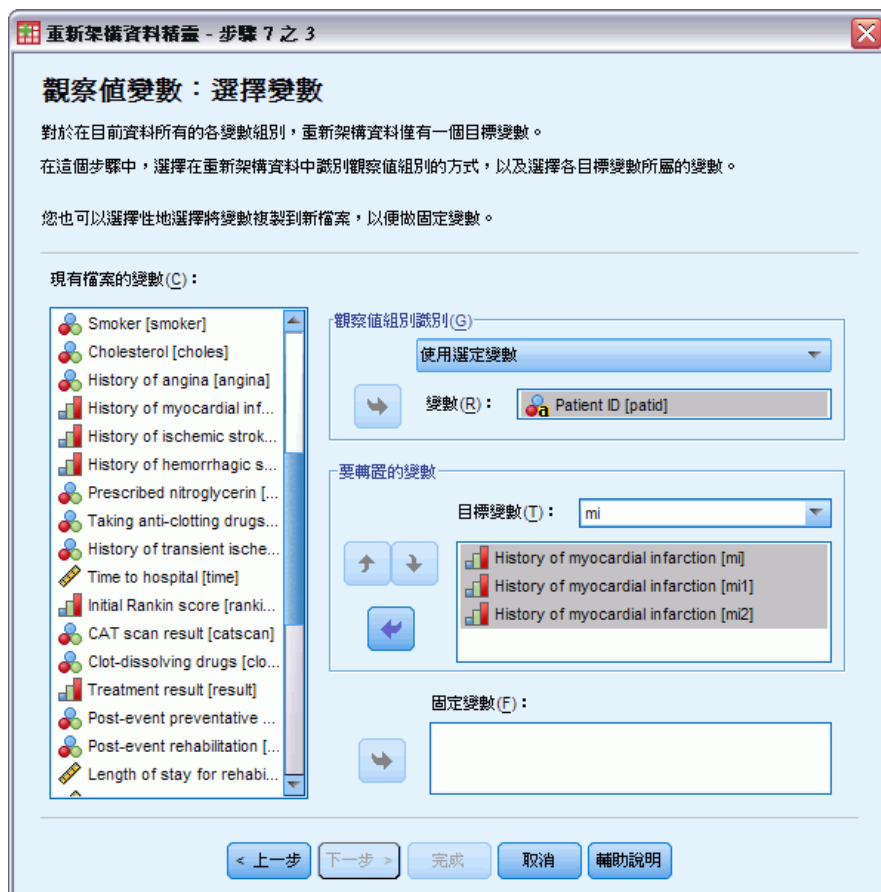 重新架構資料精靈 - 步驟 7 之 3
觀察值變數：選擇變數
對於在目前資料所有的各變數組別，重新架構資料僅有一個目標變數。
在這個步驟中，選擇在重新架構資料中識別觀察值組別的方式，以及選擇各目標變數所屬的變數。
您也可以選擇性地選擇將變數複製到新檔案，以便做固定變數。
現有檔案的變數(C)：
Smoker [smoker]
Cholesterol [choles]
History of angina [angina]
History of myocardial inf...
History of ischemic strok...
History of hemorrhagic s...
Prescribed nitroglycerin [...
Taking anti-clotting drugs...
History of transient ische...
Time to hospital [time]
Initial Rankin score [ranki...
CAT scan result [catscan]
Clot-dissolving drugs [clo...
Treatment result [result]
Post-event preventative ...
Post-event rehabilitation [...
Length of stay for rehabi...
觀察值組別識別(G)
使用選定變數
變數(R)：
Patient ID [patid]
要轉置的變數
目標變數(T)：
mi
History of myocardial infarction [mi]
History of myocardial infarction [mi1]
History of myocardial infarction [mi2]
固定變數(F)：
< 上一步
下一步 >
完成
取消
輔助說明